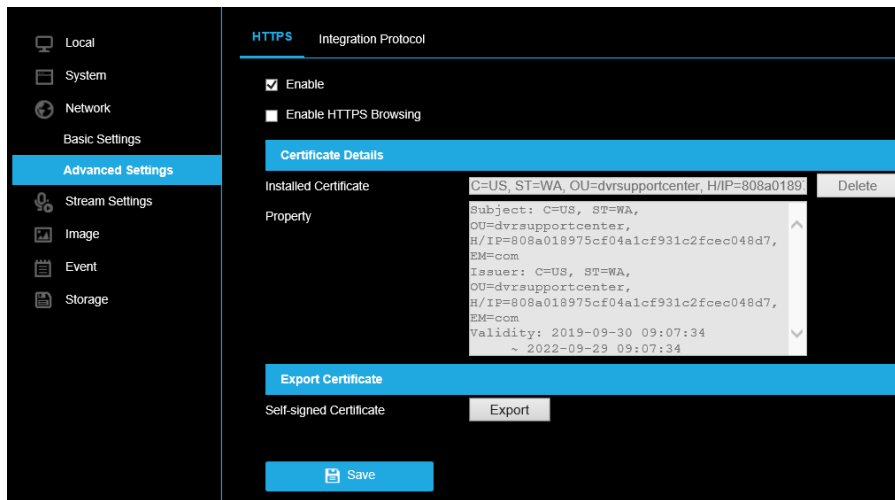 Local
System
Network
Basic Settings
Advanced Settings
Stream Settings
Image
Event
Storage
HTTPS Integration Protocol
Enable
Enable HTTPS Browsing
Certificate Details
Installed Certificate C=US, ST=WA, OU=dvrsupportcenter, H/IP=808a0189 Delete
Property
Subject: C=US, ST=WA,
OU=dvrsupportcenter,
H/IP=808a018975cf04a1cf931c2fcec048d7,
EM=com
Issuer: C=US, ST=WA,
OU=dvrsupportcenter,
H/IP=808a018975cf04a1cf931c2fcec048d7,
EM=com
Validity: 2019-09-30 09:07:34
~ 2022-09-29 09:07:34
Export Certificate
Self-signed Certificate Export
Save